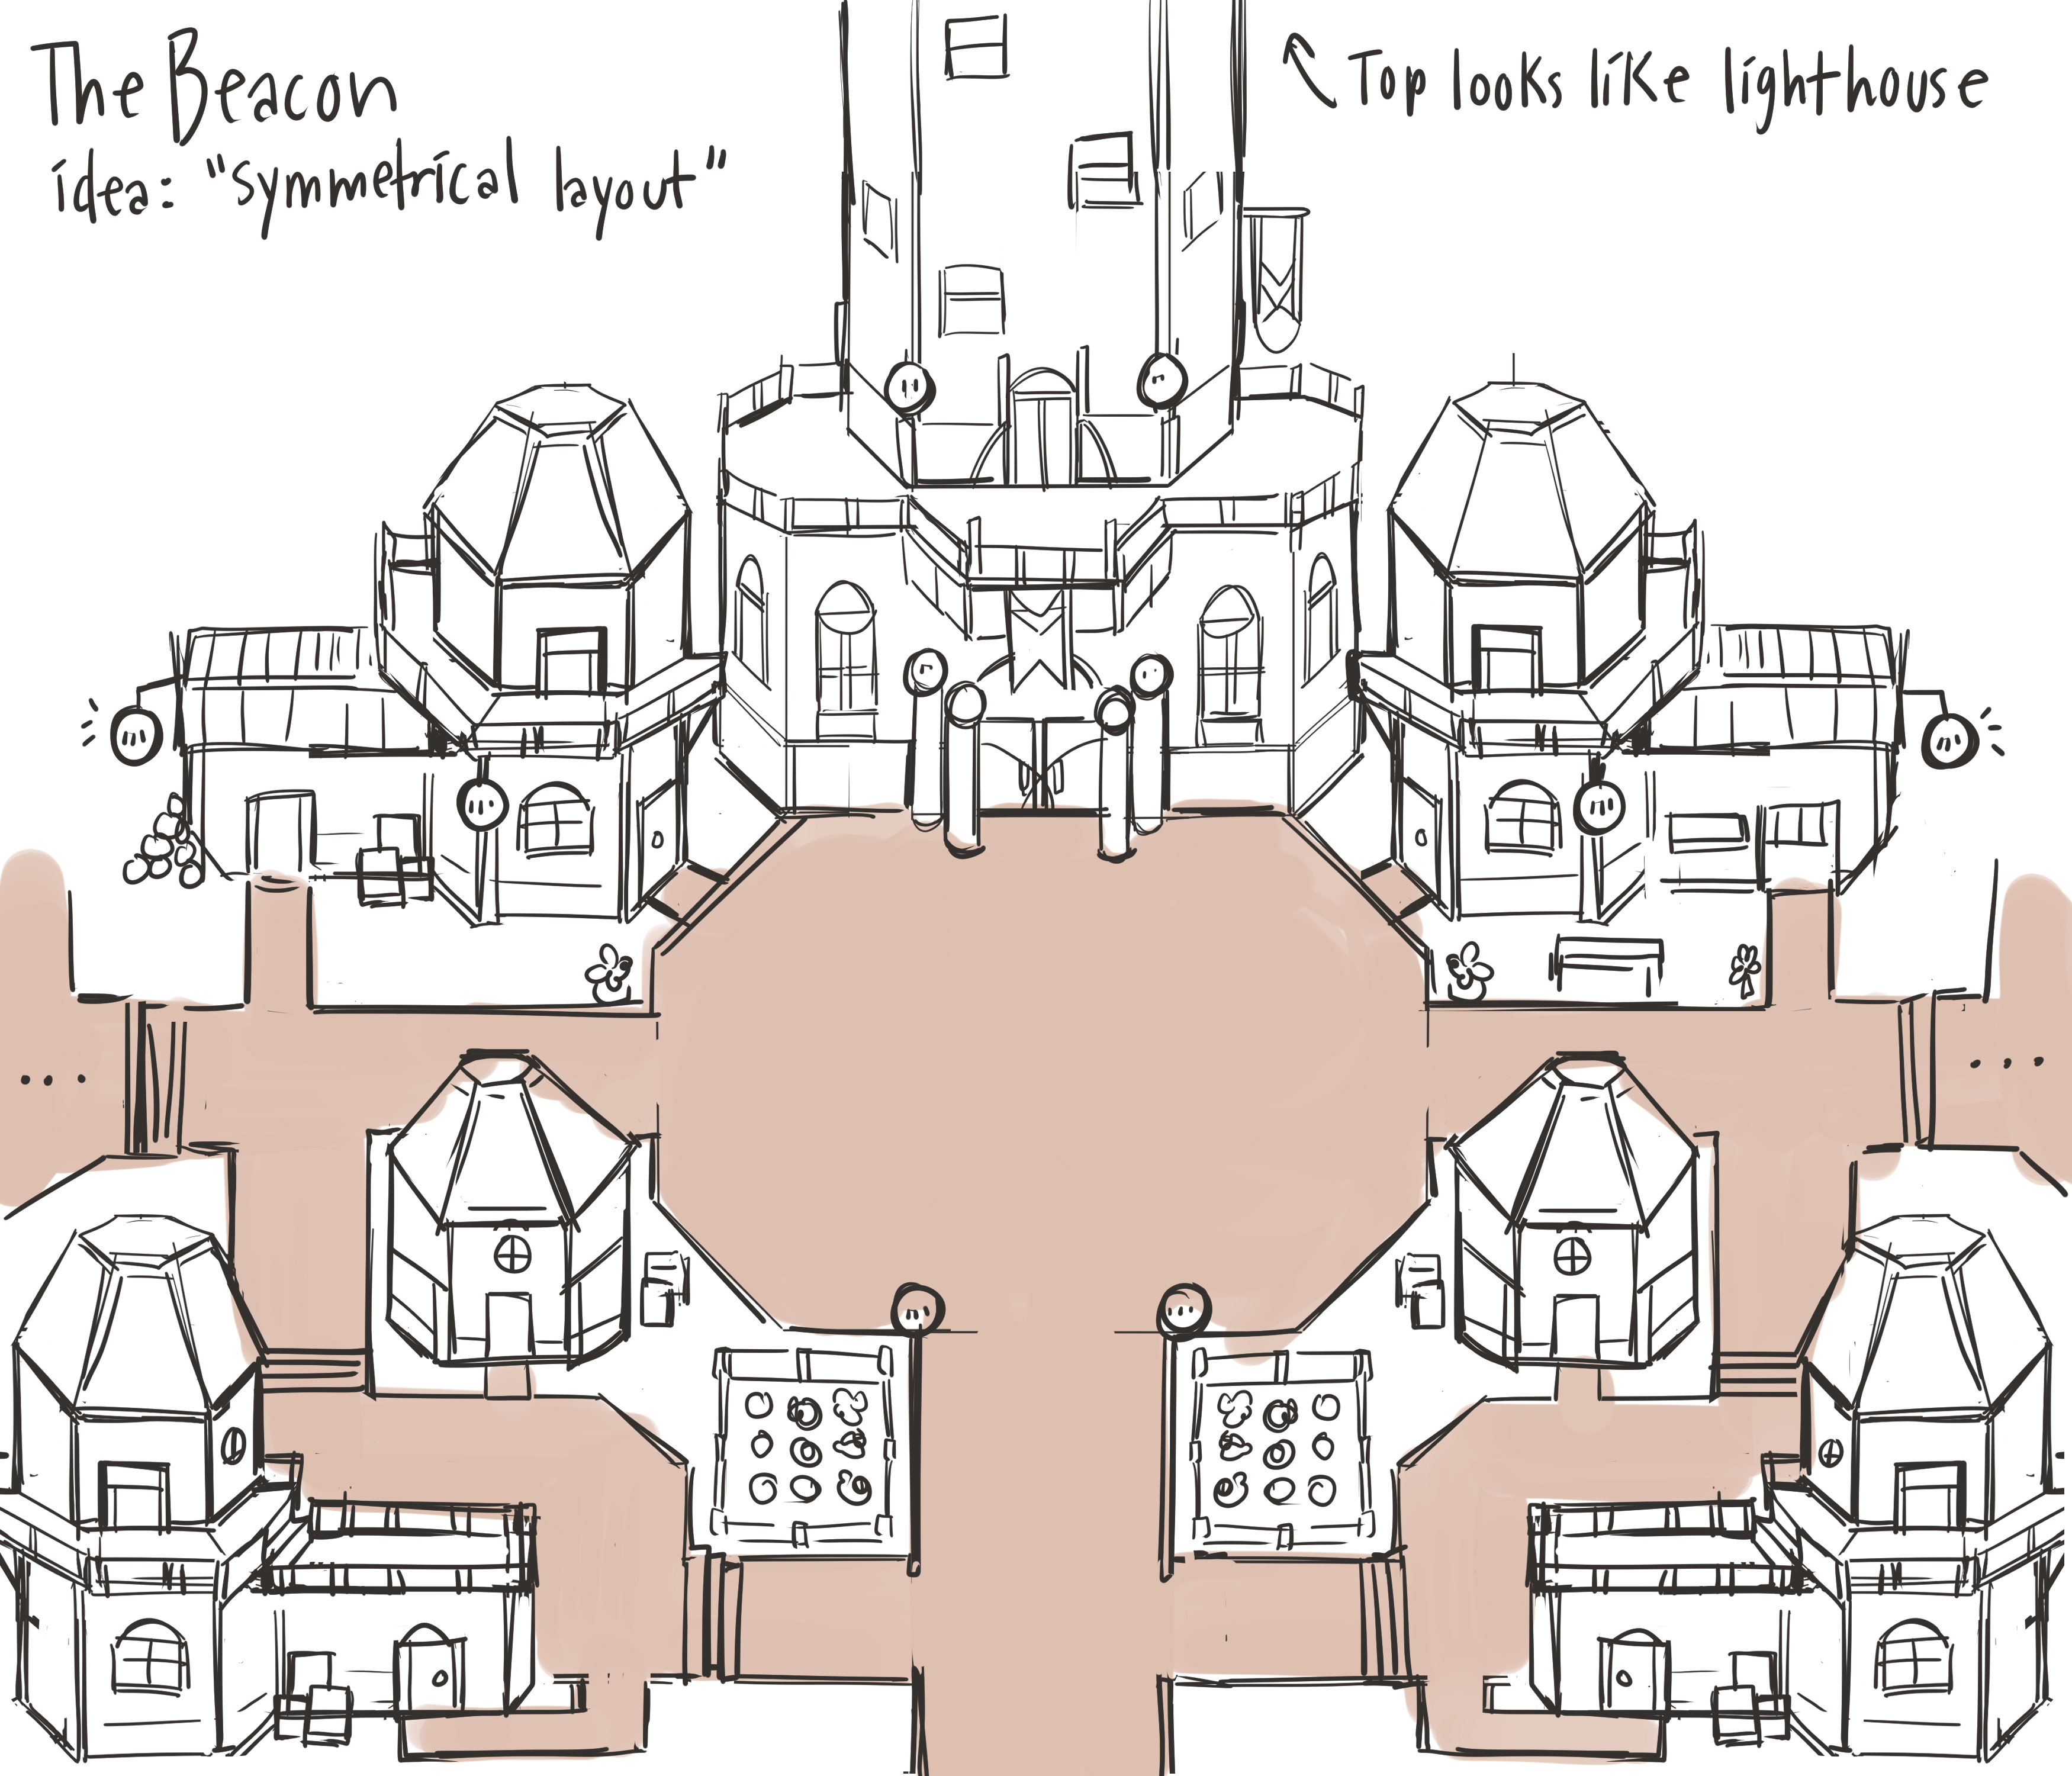 The Beacon
idea: "symmetrical layout"
Top looks like lighthouse